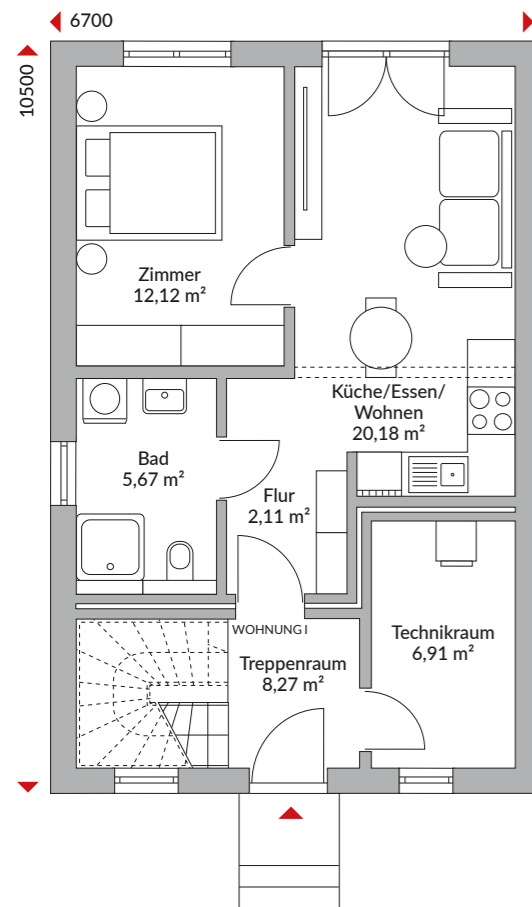 6700
10500
Zimmer
12,12 m²
Küche/Essen/
Wohnen
20,18 m²
Bad
5,67 m²
Flur
2,11 m²
WOHNUNG I
Treppenraum
8,27 m²
Technikraum
6,91 m²